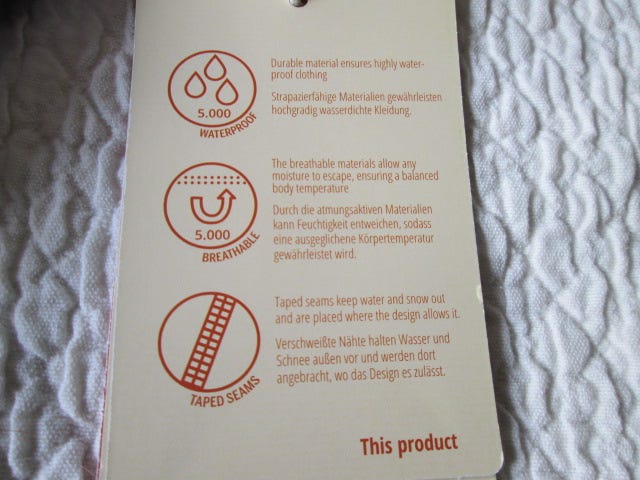 5.000
WATERPROOF
Durable material ensures highly water-
proof clothing
Strapazierfähige Materialien gewährleisten
hochgradig wasserdichte Kleidung.
5.000
BREATHABLE
The breathable materials allow any
moisture to escape, ensuring a balanced
body temperature
Durch die atmungsaktiven Materialien
kann Feuchtigkeit entweichen, sodass
eine ausgeglichene Körpertemperatur
gewährleistet wird.
TAPED SEAMS
Taped seams keep water and snow out
and are placed where the design allows it.
Verschweißte Nähte halten Wasser und
Schnee außen vor und werden dort
angebracht, wo das Design es zulässt.
This product